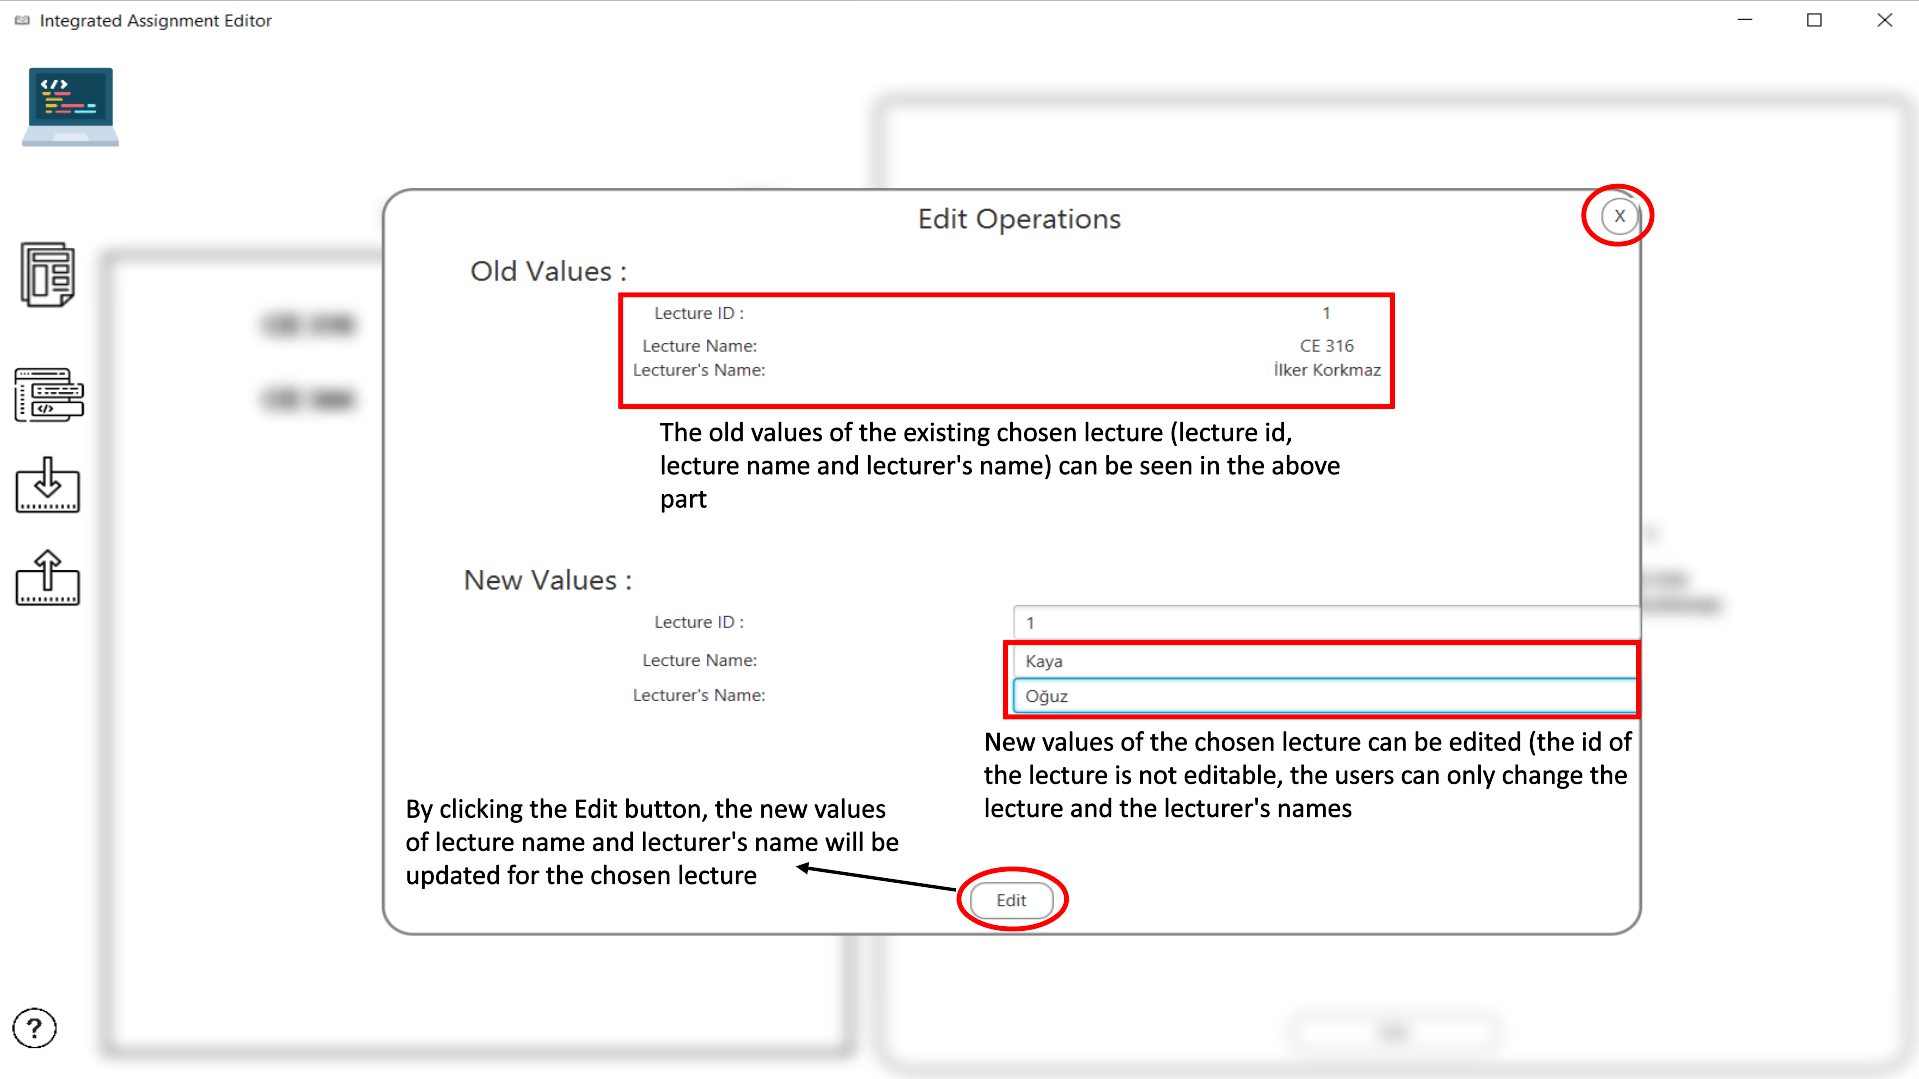 Integrated Assignment Editor
Edit Operations
X
Old Values :
Lecture ID : 1
Lecture Name: CE 316
Lecturer's Name: İlker Korkmaz
The old values of the existing chosen lecture (lecture id,
lecture name and lecturer's name) can be seen in the above
part
New Values :
Lecture ID : 1
Lecture Name: Kaya
Lecturer's Name: Oğuz
New values of the chosen lecture can be edited (the id of
the lecture is not editable, the users can only change the
lecture and the lecturer's names
By clicking the Edit button, the new values
of lecture name and lecturer's name will be
updated for the chosen lecture
Edit
?